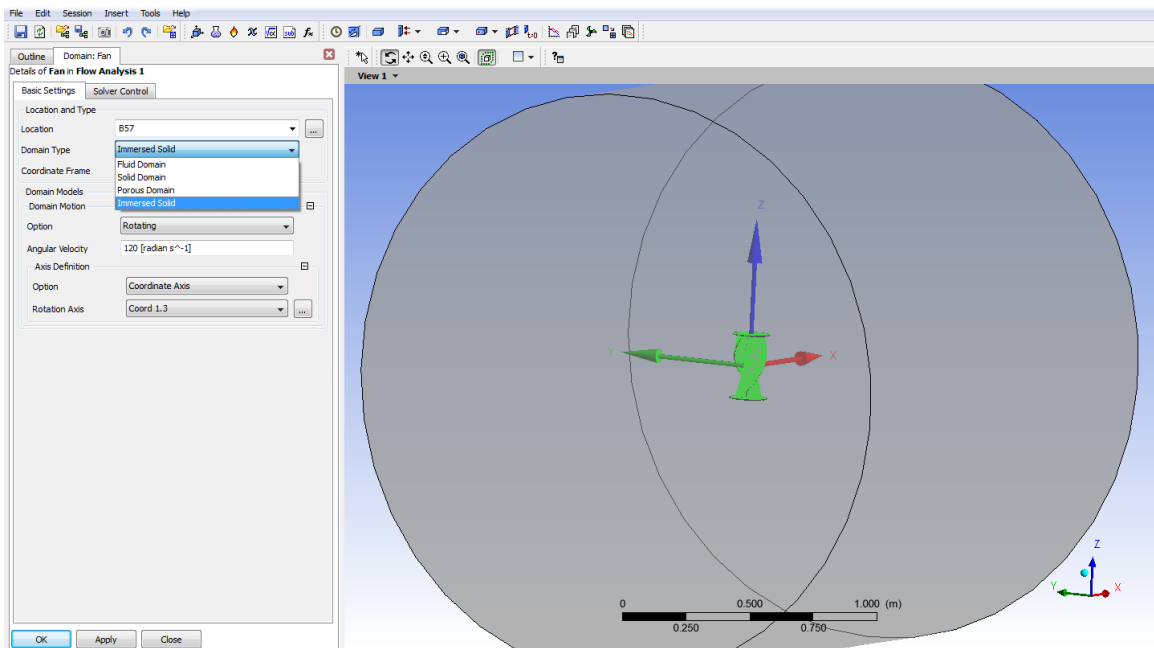 File Edit Session Insert Tools Help
Outline Domain: Fan
Details of Fan in Flow Analysis 1
Basic Settings Solver Control
Location and Type
Location B57 ...
Domain Type Immersed Solid
Fluid Domain
Coordinate Frame
Solid Domain
Porous Domain
Domain Models
Immersed Solid
Domain Motion
Option Rotating
Angular Velocity 120 [radian s^-1]
Axis Definition
Option Coordinate Axis
Rotation Axis Coord 1.3 ...
OK Apply Close
View 1
Z
Y X
Z
Y X
0 0.500 1.000 (m)
0.250 0.750